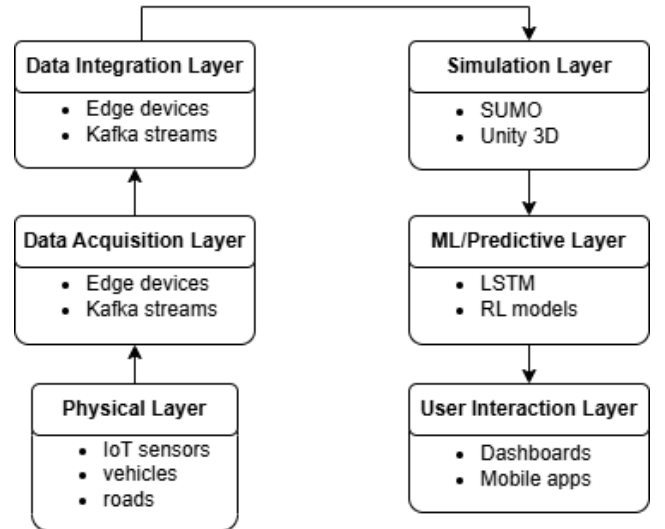 Data Integration Layer
• Edge devices
• Kafka streams
Data Acquisition Layer
• Edge devices
• Kafka streams
Physical Layer
• IoT sensors
• vehicles
• roads
Simulation Layer
• SUMO
• Unity 3D
ML/Predictive Layer
• LSTM
• RL models
User Interaction Layer
• Dashboards
• Mobile apps